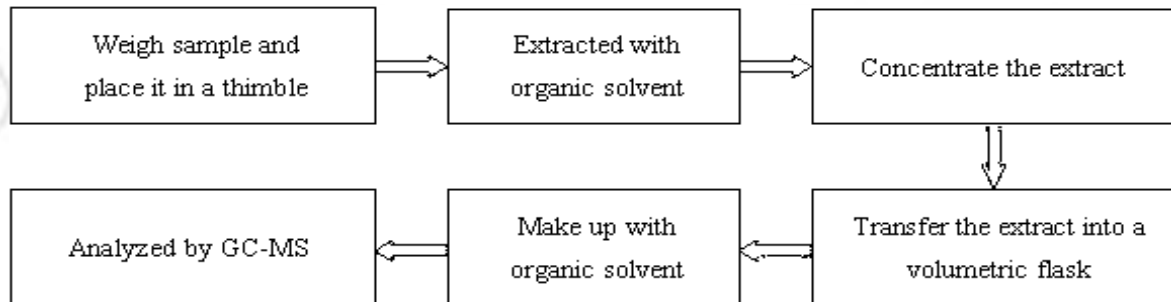 Weigh sample and
place it in a thimble
Extracted with
organic solvent
Concentrate the extract
Transfer the extract into a
volumetric flask
Make up with
organic solvent
Analyzed by GC-MS